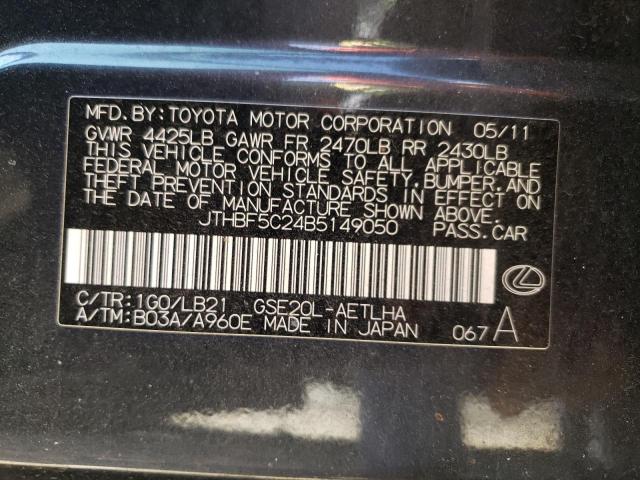 MFD. BY: TOYOTA MOTOR CORPORATION 05/11
GVWR 4425LB GAWR FR 2470LB RR 2430LB
THIS VEHICLE CONFORMS TO ALL APPLICABLE
FEDERAL MOTOR VEHICLE SAFETY, BUMPER, AND
THEFT PREVENTION STANDARDS IN EFFECT ON
THE DATE OF MANUFACTURE SHOWN ABOVE.
JTHBF5C24B5149050 PASS.CAR
C/TR:1G0/LB21 GSE20L-AETLHA
A/TM:B03A/A960E MADE IN JAPAN 067 A